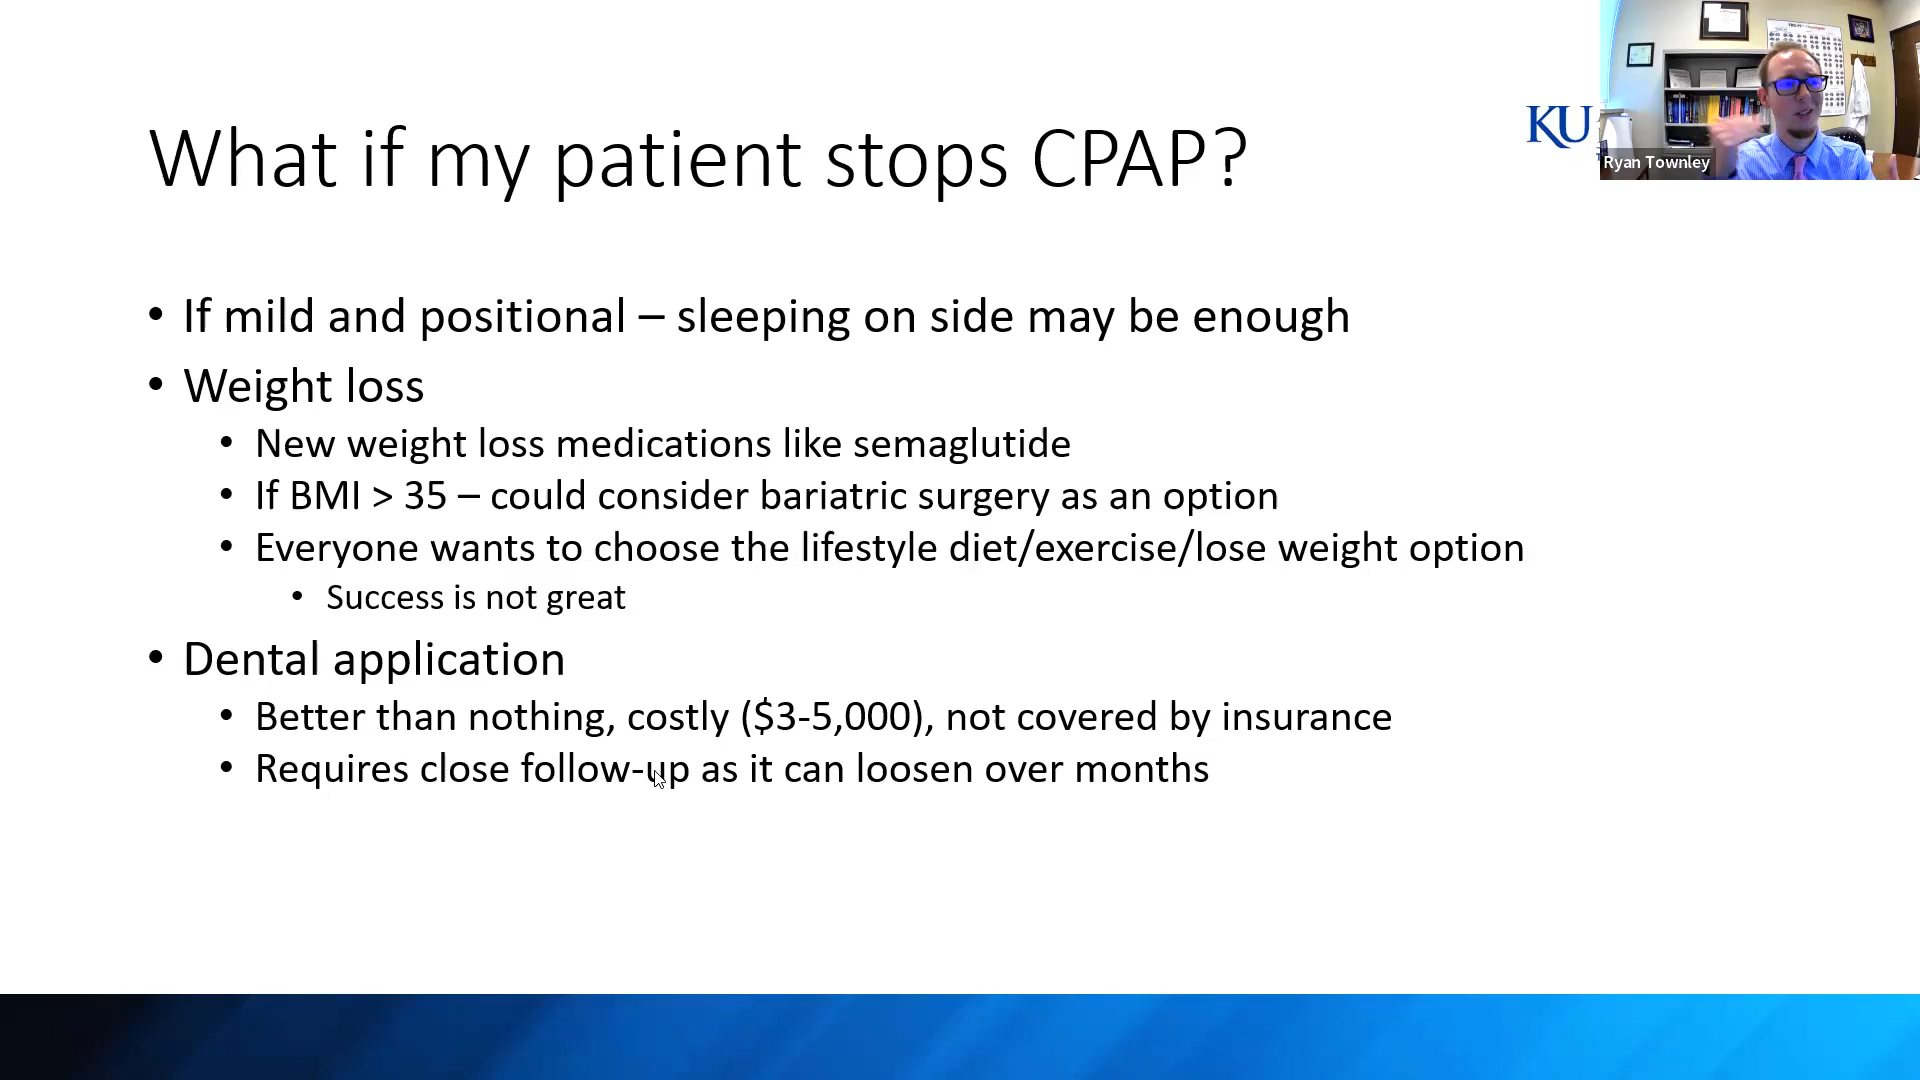 What if my patient stops CPAP?
KU
Ryan Townley
• If mild and positional – sleeping on side may be enough
• Weight loss
• New weight loss medications like semaglutide
• If BMI > 35 – could consider bariatric surgery as an option
• Everyone wants to choose the lifestyle diet/exercise/lose weight option
• Success is not great
• Dental application
• Better than nothing, costly ($3-5,000), not covered by insurance
• Requires close follow-up as it can loosen over months